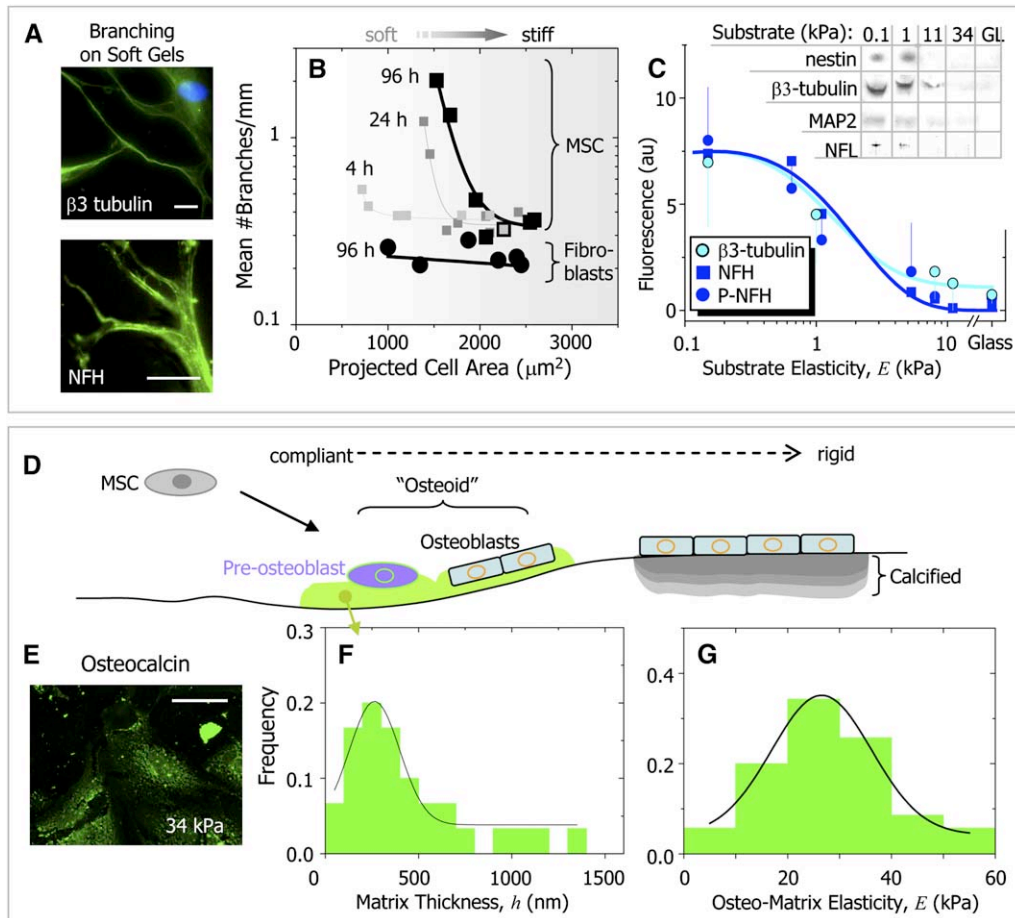 A
Branching
on Soft Gels
β3 tubulin
NFH
B
soft
stiff
96 h
24 h
4 h
96 h
MSC
Fibro-
blasts
Mean #Branches/mm
1
0.1
0
1000
2000
3000
Projected Cell Area (μm²)
C
Substrate (kPa): 0.1 1 11 34 GL
nestin
β3-tubulin
MAP2
NFL
Fluorescence (au)
10
5
0
β3-tubulin
NFH
P-NFH
0.1
1
10
Glass
Substrate Elasticity, E (kPa)
D
compliant
rigid
MSC
"Osteoid"
Pre-osteoblast
Osteoblasts
Calcified
E
Osteocalcin
34 kPa
F
Frequency
0.3
0.2
0.1
0.0
0
500
1000
1500
Matrix Thickness, h (nm)
G
0.4
0.2
0.0
0
20
40
60
Osteo-Matrix Elasticity, E (kPa)